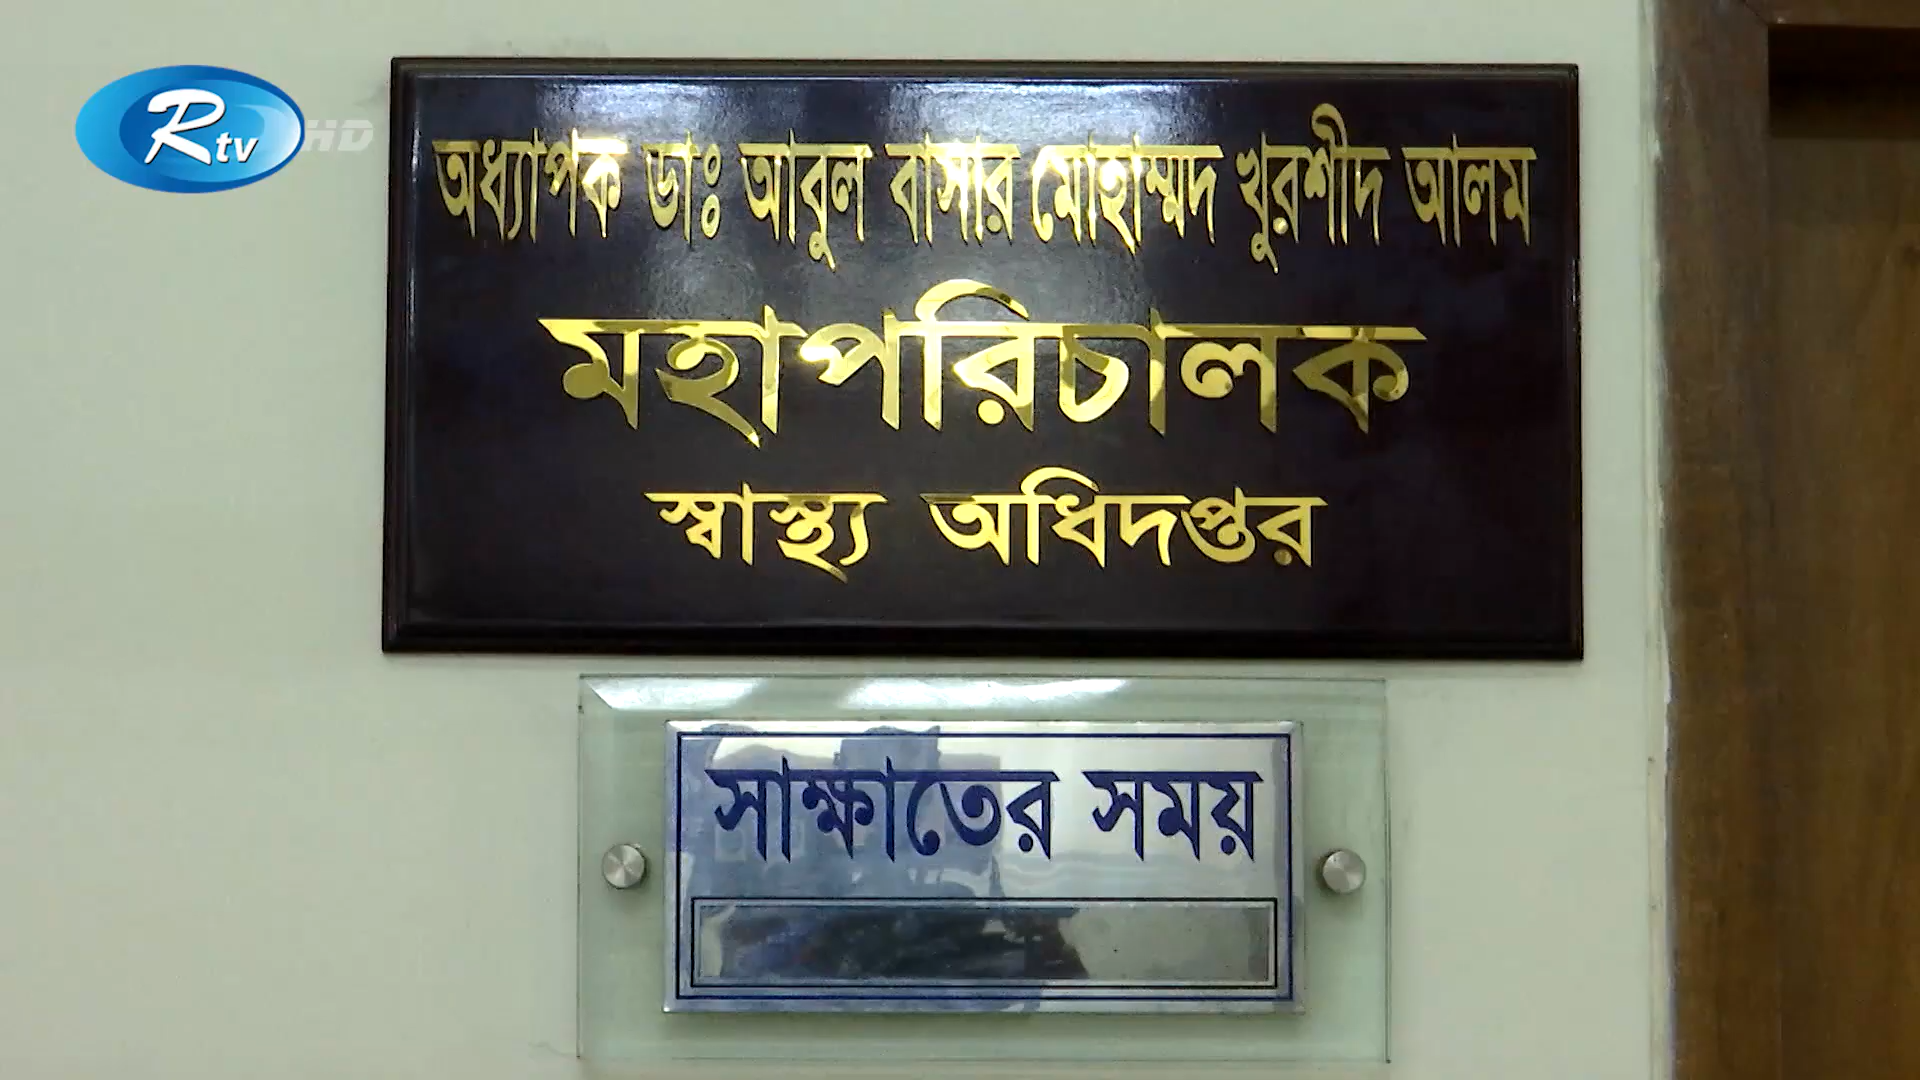 Rtv HD
অধ্যাপক ডাঃ আবুল বাসার মোহাম্মদ খুরশীদ আলম
মহাপরিচালক
স্বাস্থ্য অধিদপ্তর
সাক্ষাতের সময়